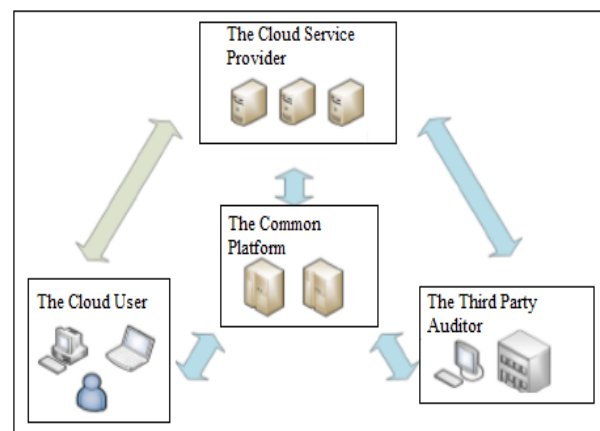 The Cloud Service
Provider
The Common
Platform
The Cloud User
The Third Party
Auditor